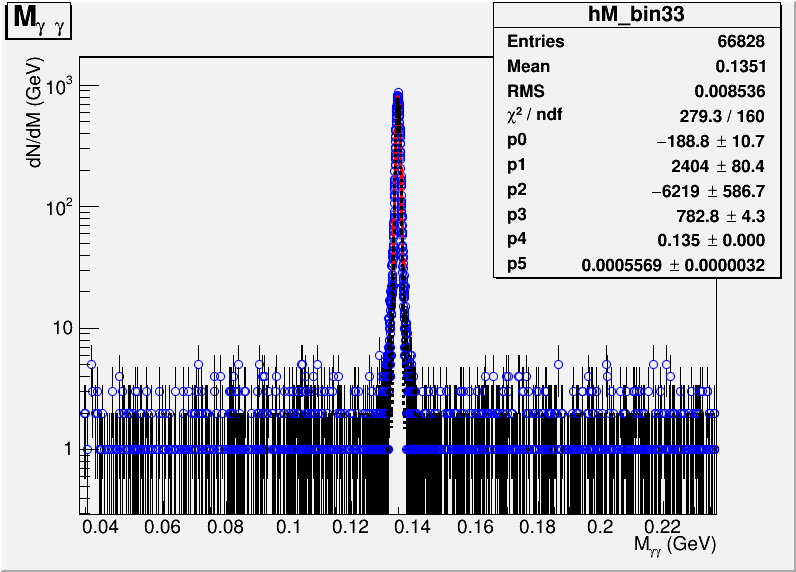 M γ γ
hM_bin33
Entries 66828
Mean 0.1351
RMS 0.008536
χ² / ndf 279.3 / 160
p0 −188.8 ± 10.7
p1 2404 ± 80.4
p2 −6219 ± 586.7
p3 782.8 ± 4.3
p4 0.135 ± 0.000
p5 0.0005569 ± 0.0000032
dN/dM (GeV)
10³
10²
10
1
0.04 0.06 0.08 0.1 0.12 0.14 0.16 0.18 0.2 0.22
Mγγ (GeV)